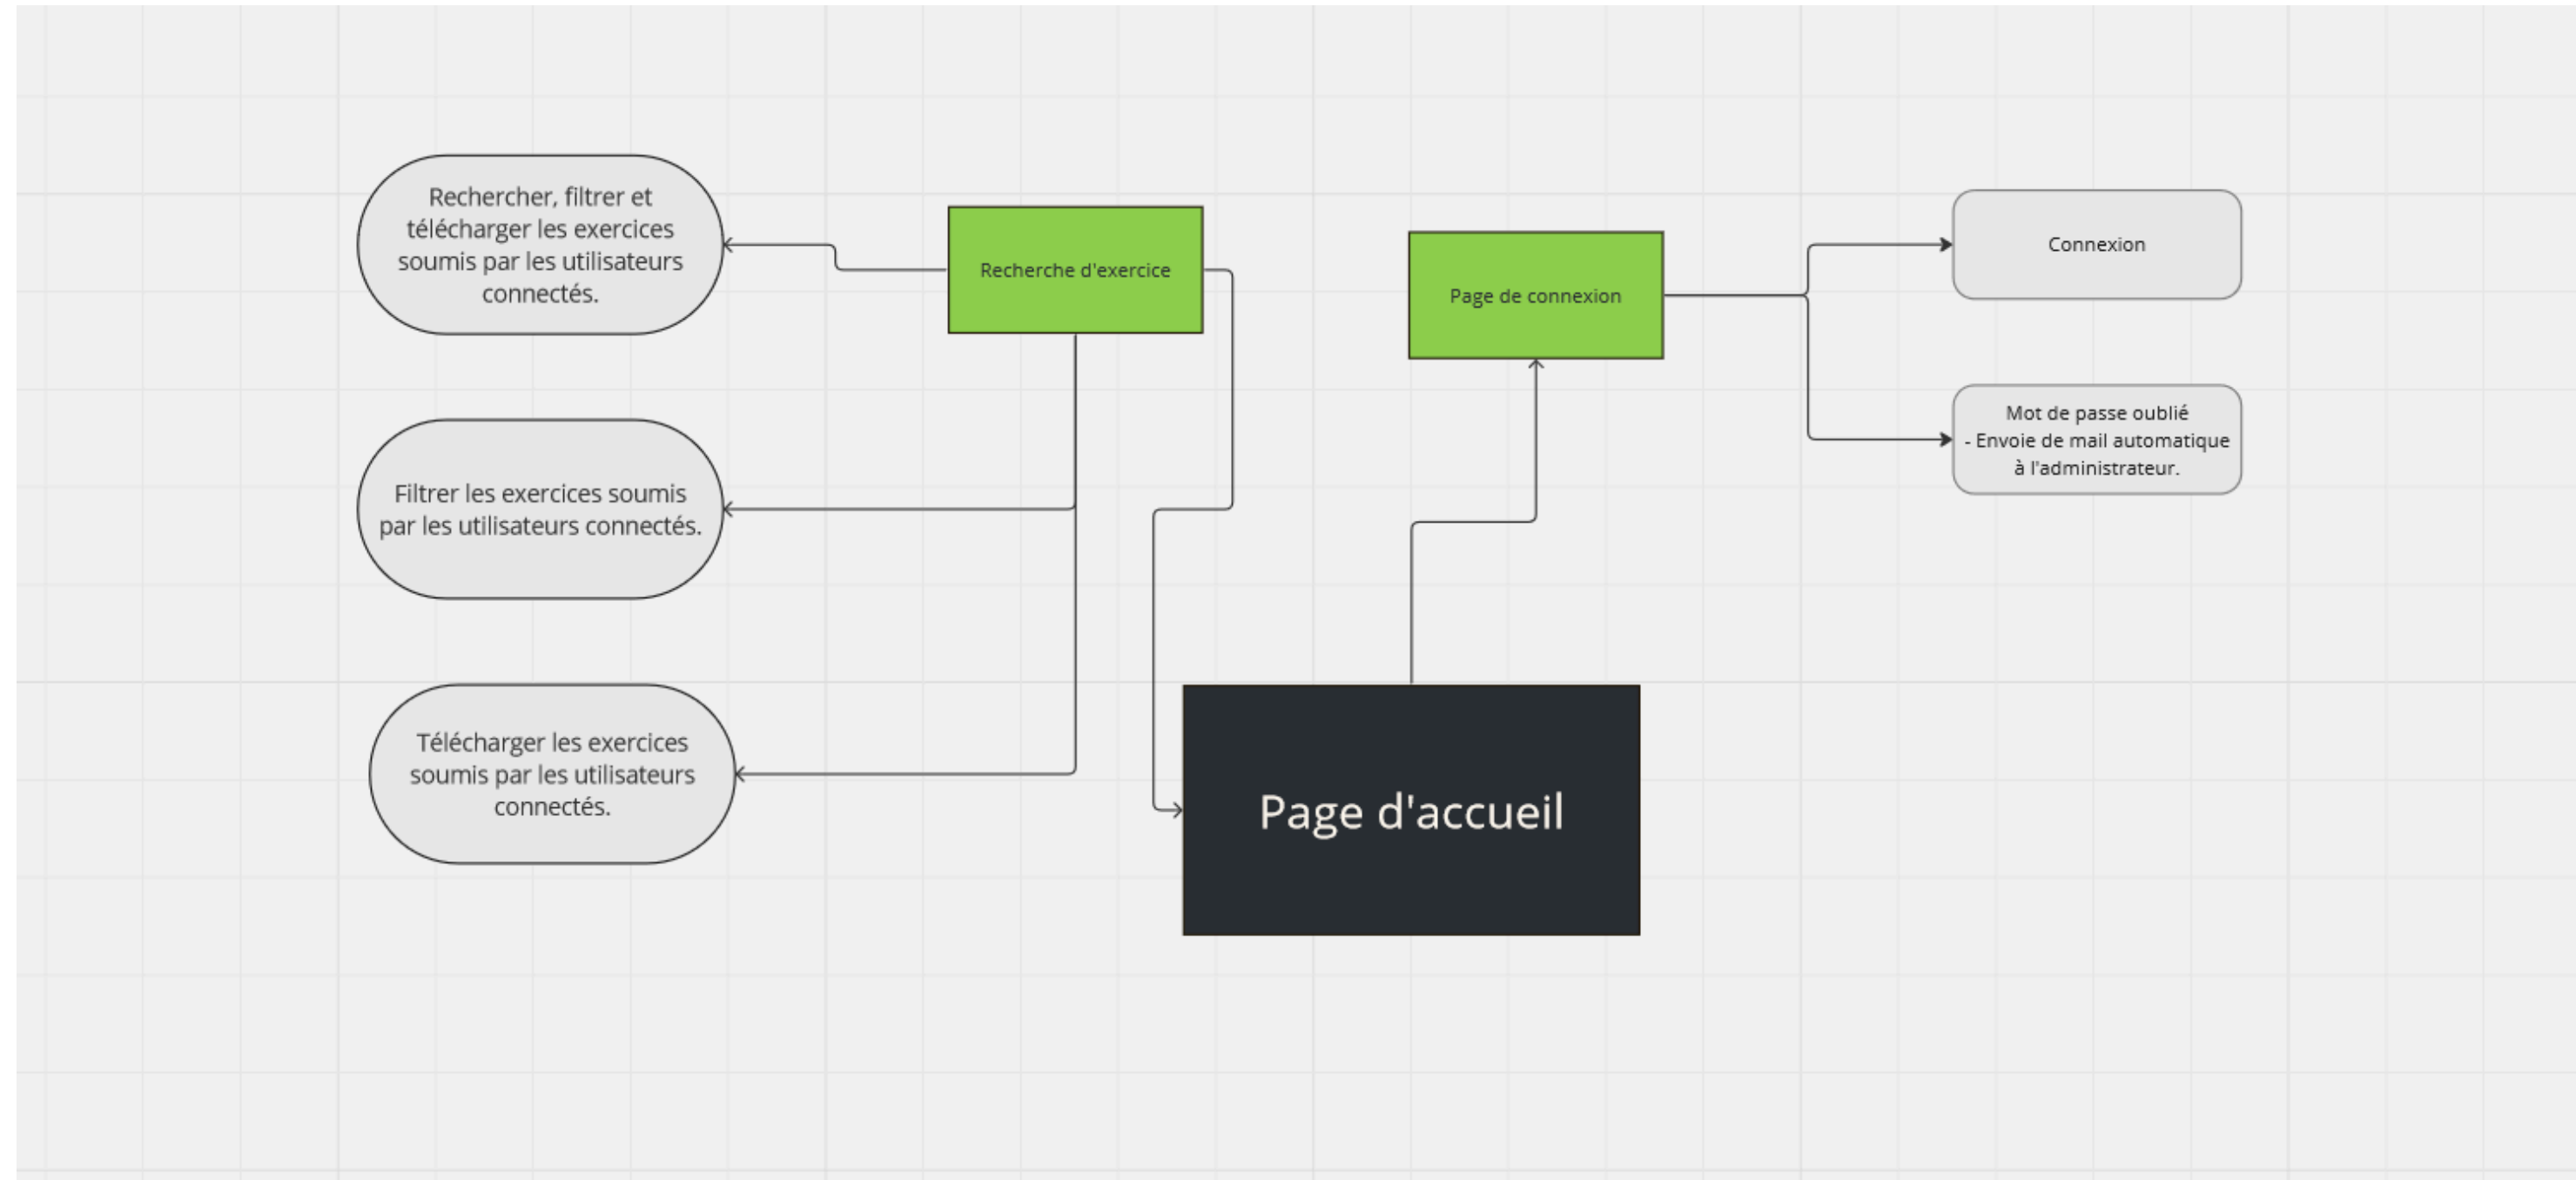 Rechercher, filtrer et
télécharger les exercices
soumis par les utilisateurs
connectés.
Recherche d'exercice
Page de connexion
Connexion
Filtrer les exercices soumis
par les utilisateurs connectés.
Mot de passe oublié
- Envoie de mail automatique
à l'administrateur.
Télécharger les exercices
soumis par les utilisateurs
connectés.
Page d'accueil